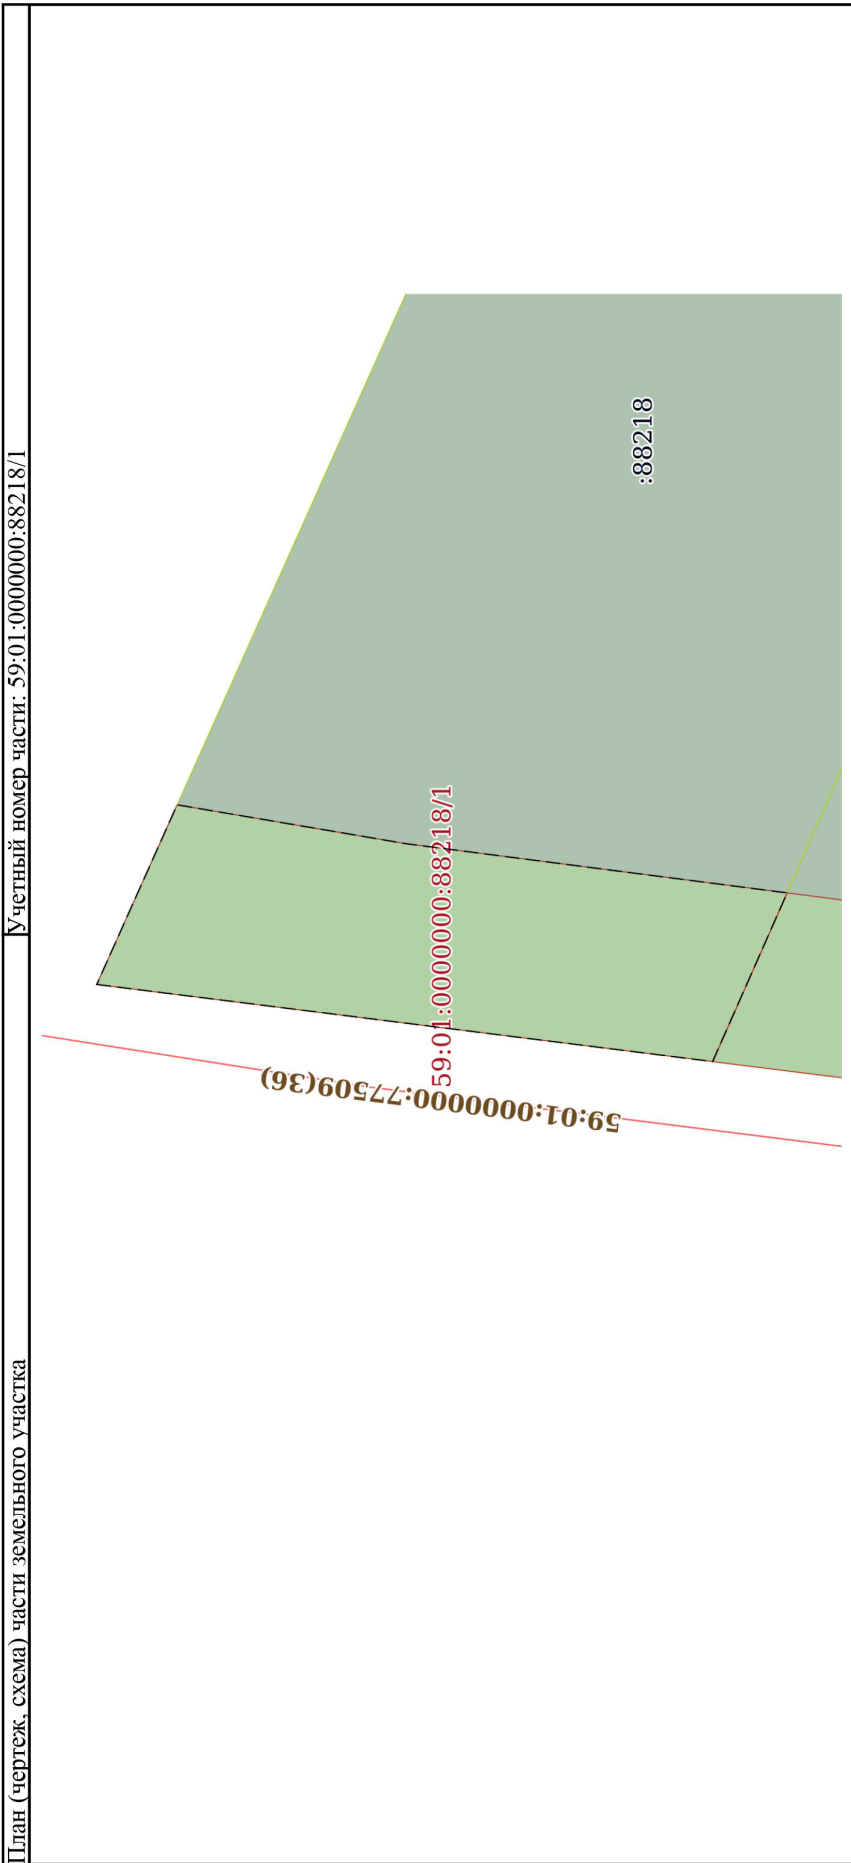 План (чертеж, схема) части земельного участка
Учетный номер части: 59:01:0000000:88218/1
:88218
59:01:0000000:88218/1
59:01:0000000:77509(36)